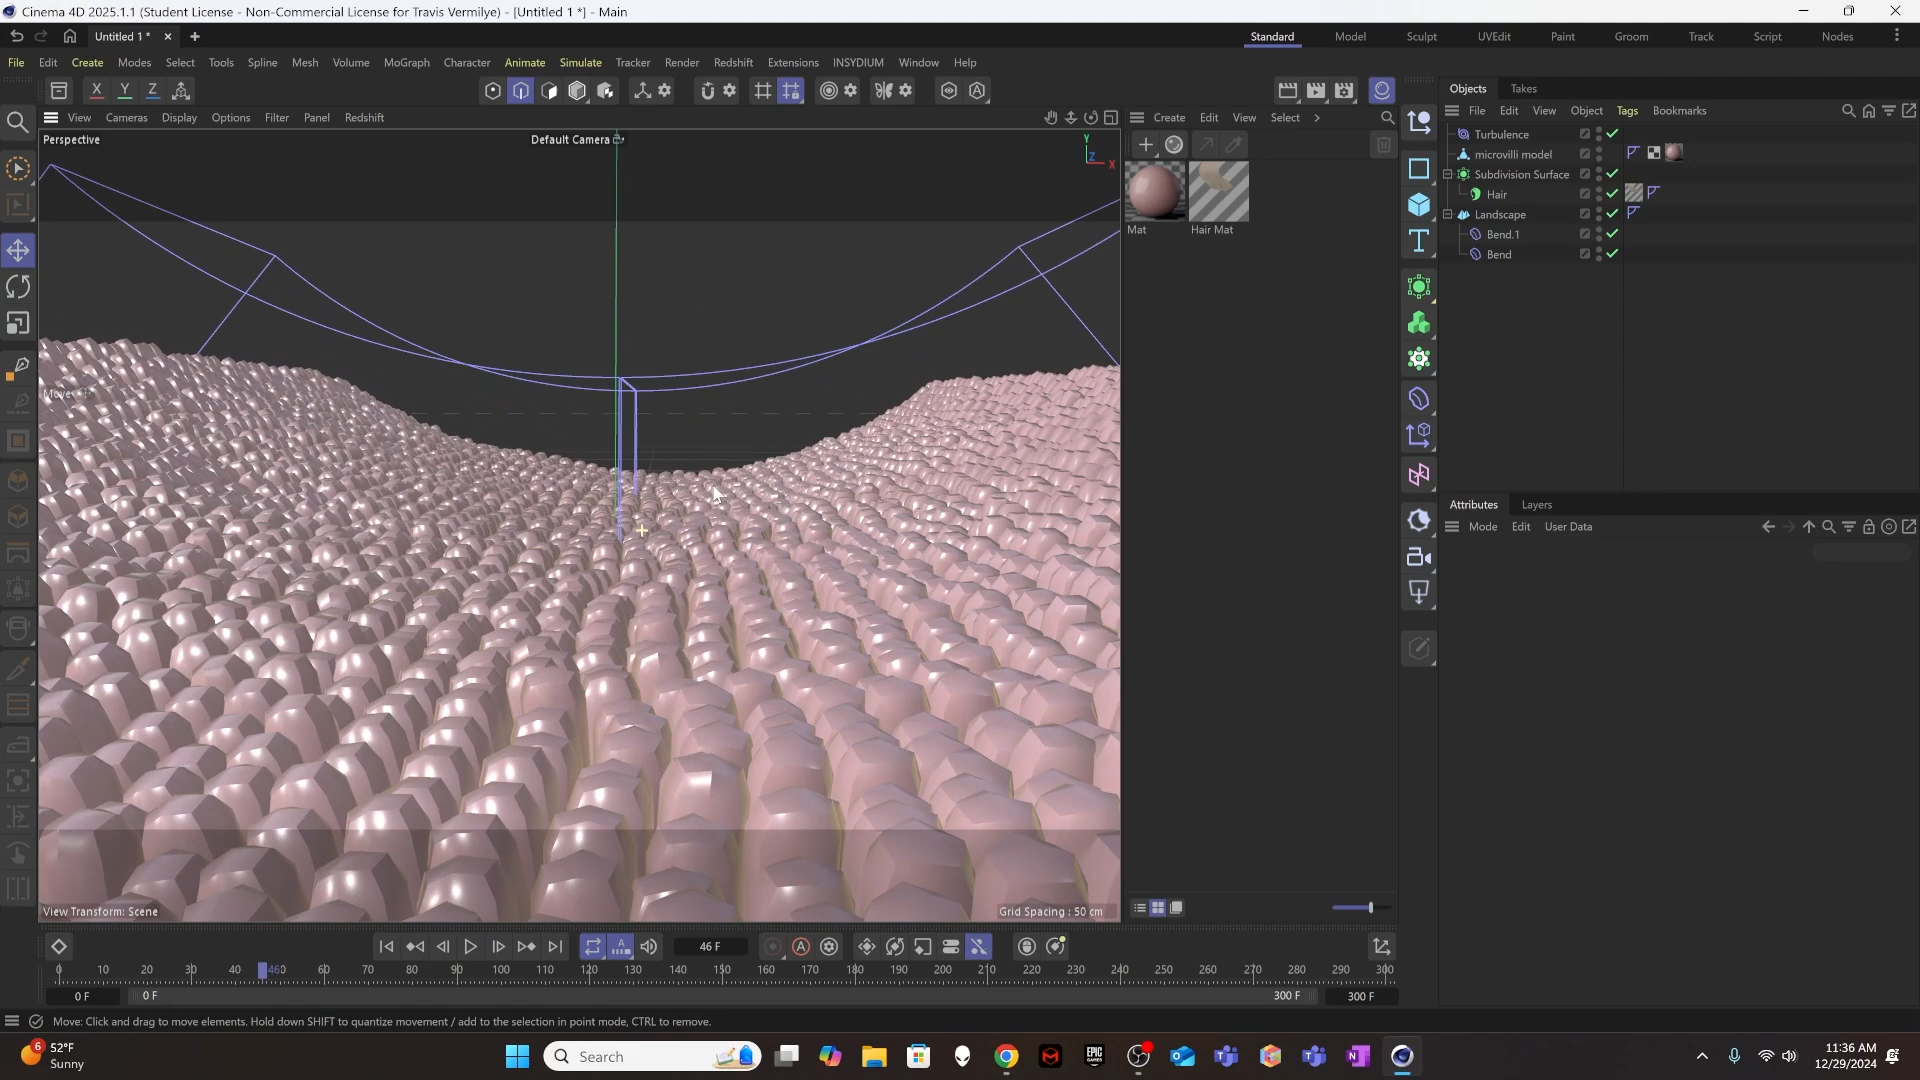 Cinema 4D 2025.1.1 (Student License - Non-Commercial License for Travis Vermilye) - [Untitled 1 *] - Main
Untitled 1 *
Standard Model Sculpt UVEdit Paint Groom Track Script Nodes
File Edit Create Modes Select Tools Spline Mesh Volume MoGraph Character Animate Simulate Tracker Render Redshift Extensions INSYDIUM Window Help
X Y Z
Objects Takes
File Edit View Object Tags Bookmarks
View Cameras Display Options Filter Panel Redshift
Create Edit View Select
Perspective
Default Camera
Y
Z
X
Turbulence
microvilli model
Subdivision Surface
Hair
Landscape
Bend.1
Bend
Mat
Hair Mat
Move
Attributes Layers
Mode Edit User Data
View Transform: Scene
Grid Spacing : 50 cm
46 F
0 10 20 30 40 460 60 70 80 90 100 110 120 130 140 150 160 170 180 190 200 210 220 230 240 250 260 270 280 290 300
0 F 0 F 300 F 300 F
Move: Click and drag to move elements. Hold down SHIFT to quantize movement / add to the selection in point mode, CTRL to remove.
6
52°F
Sunny
Search
EPIC GAMES
11:36 AM
12/29/2024